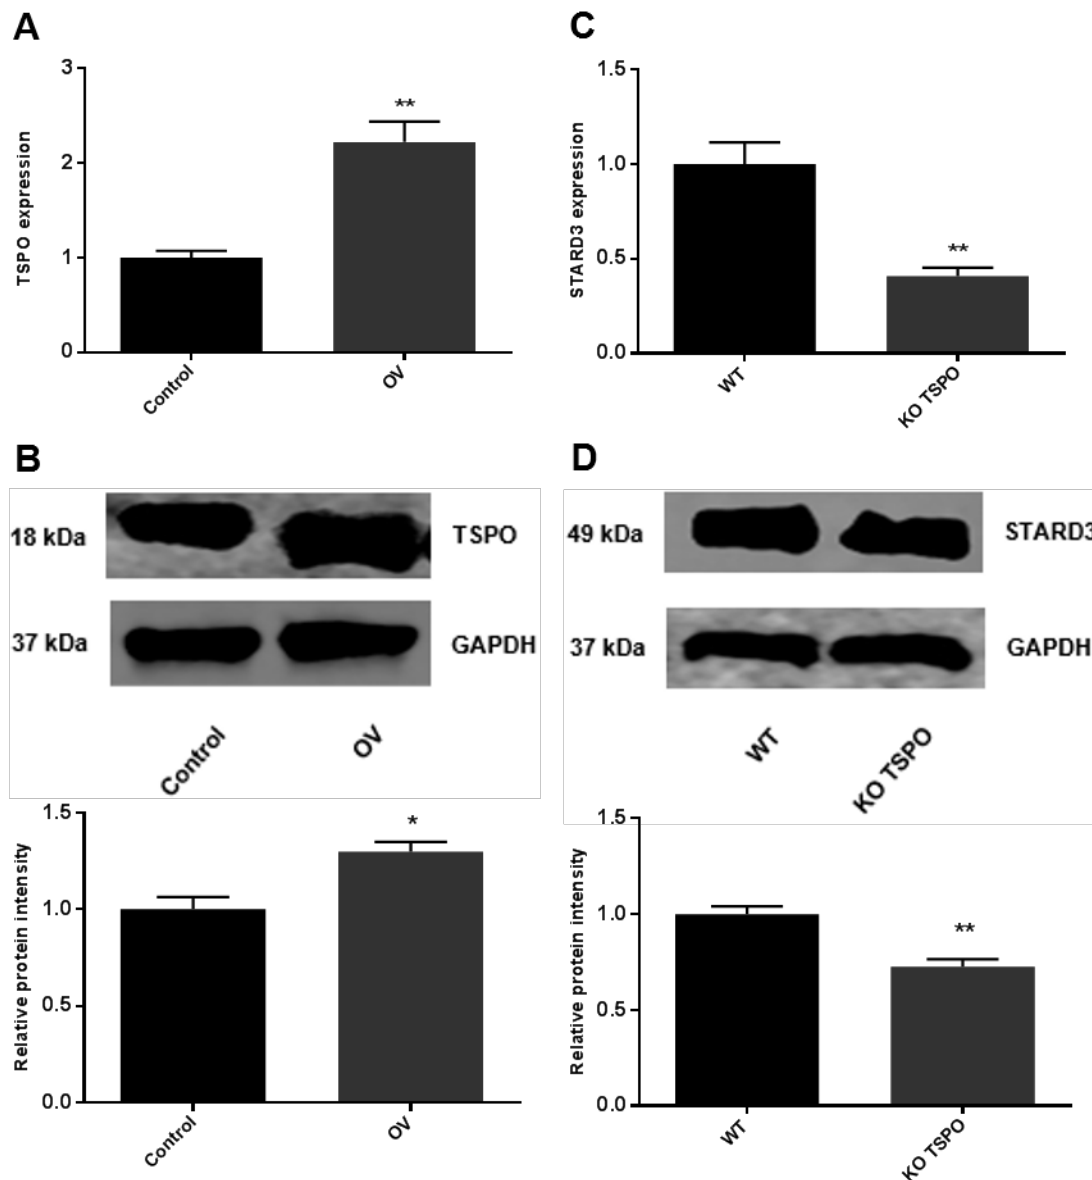 A
TSPO expression
3
2
1
0
**
Control
OV
C
STARD3 expression
1.5
1.0
0.5
0.0
**
WT
KO TSPO
B
18 kDa
TSPO
37 kDa
GAPDH
Control
OV
Relative protein intensity
1.5
1.0
0.5
0.0
*
Control
OV
D
49 kDa
STARD3
37 kDa
GAPDH
WT
KO TSPO
Relative protein intensity
1.5
1.0
0.5
0.0
**
WT
KO TSPO